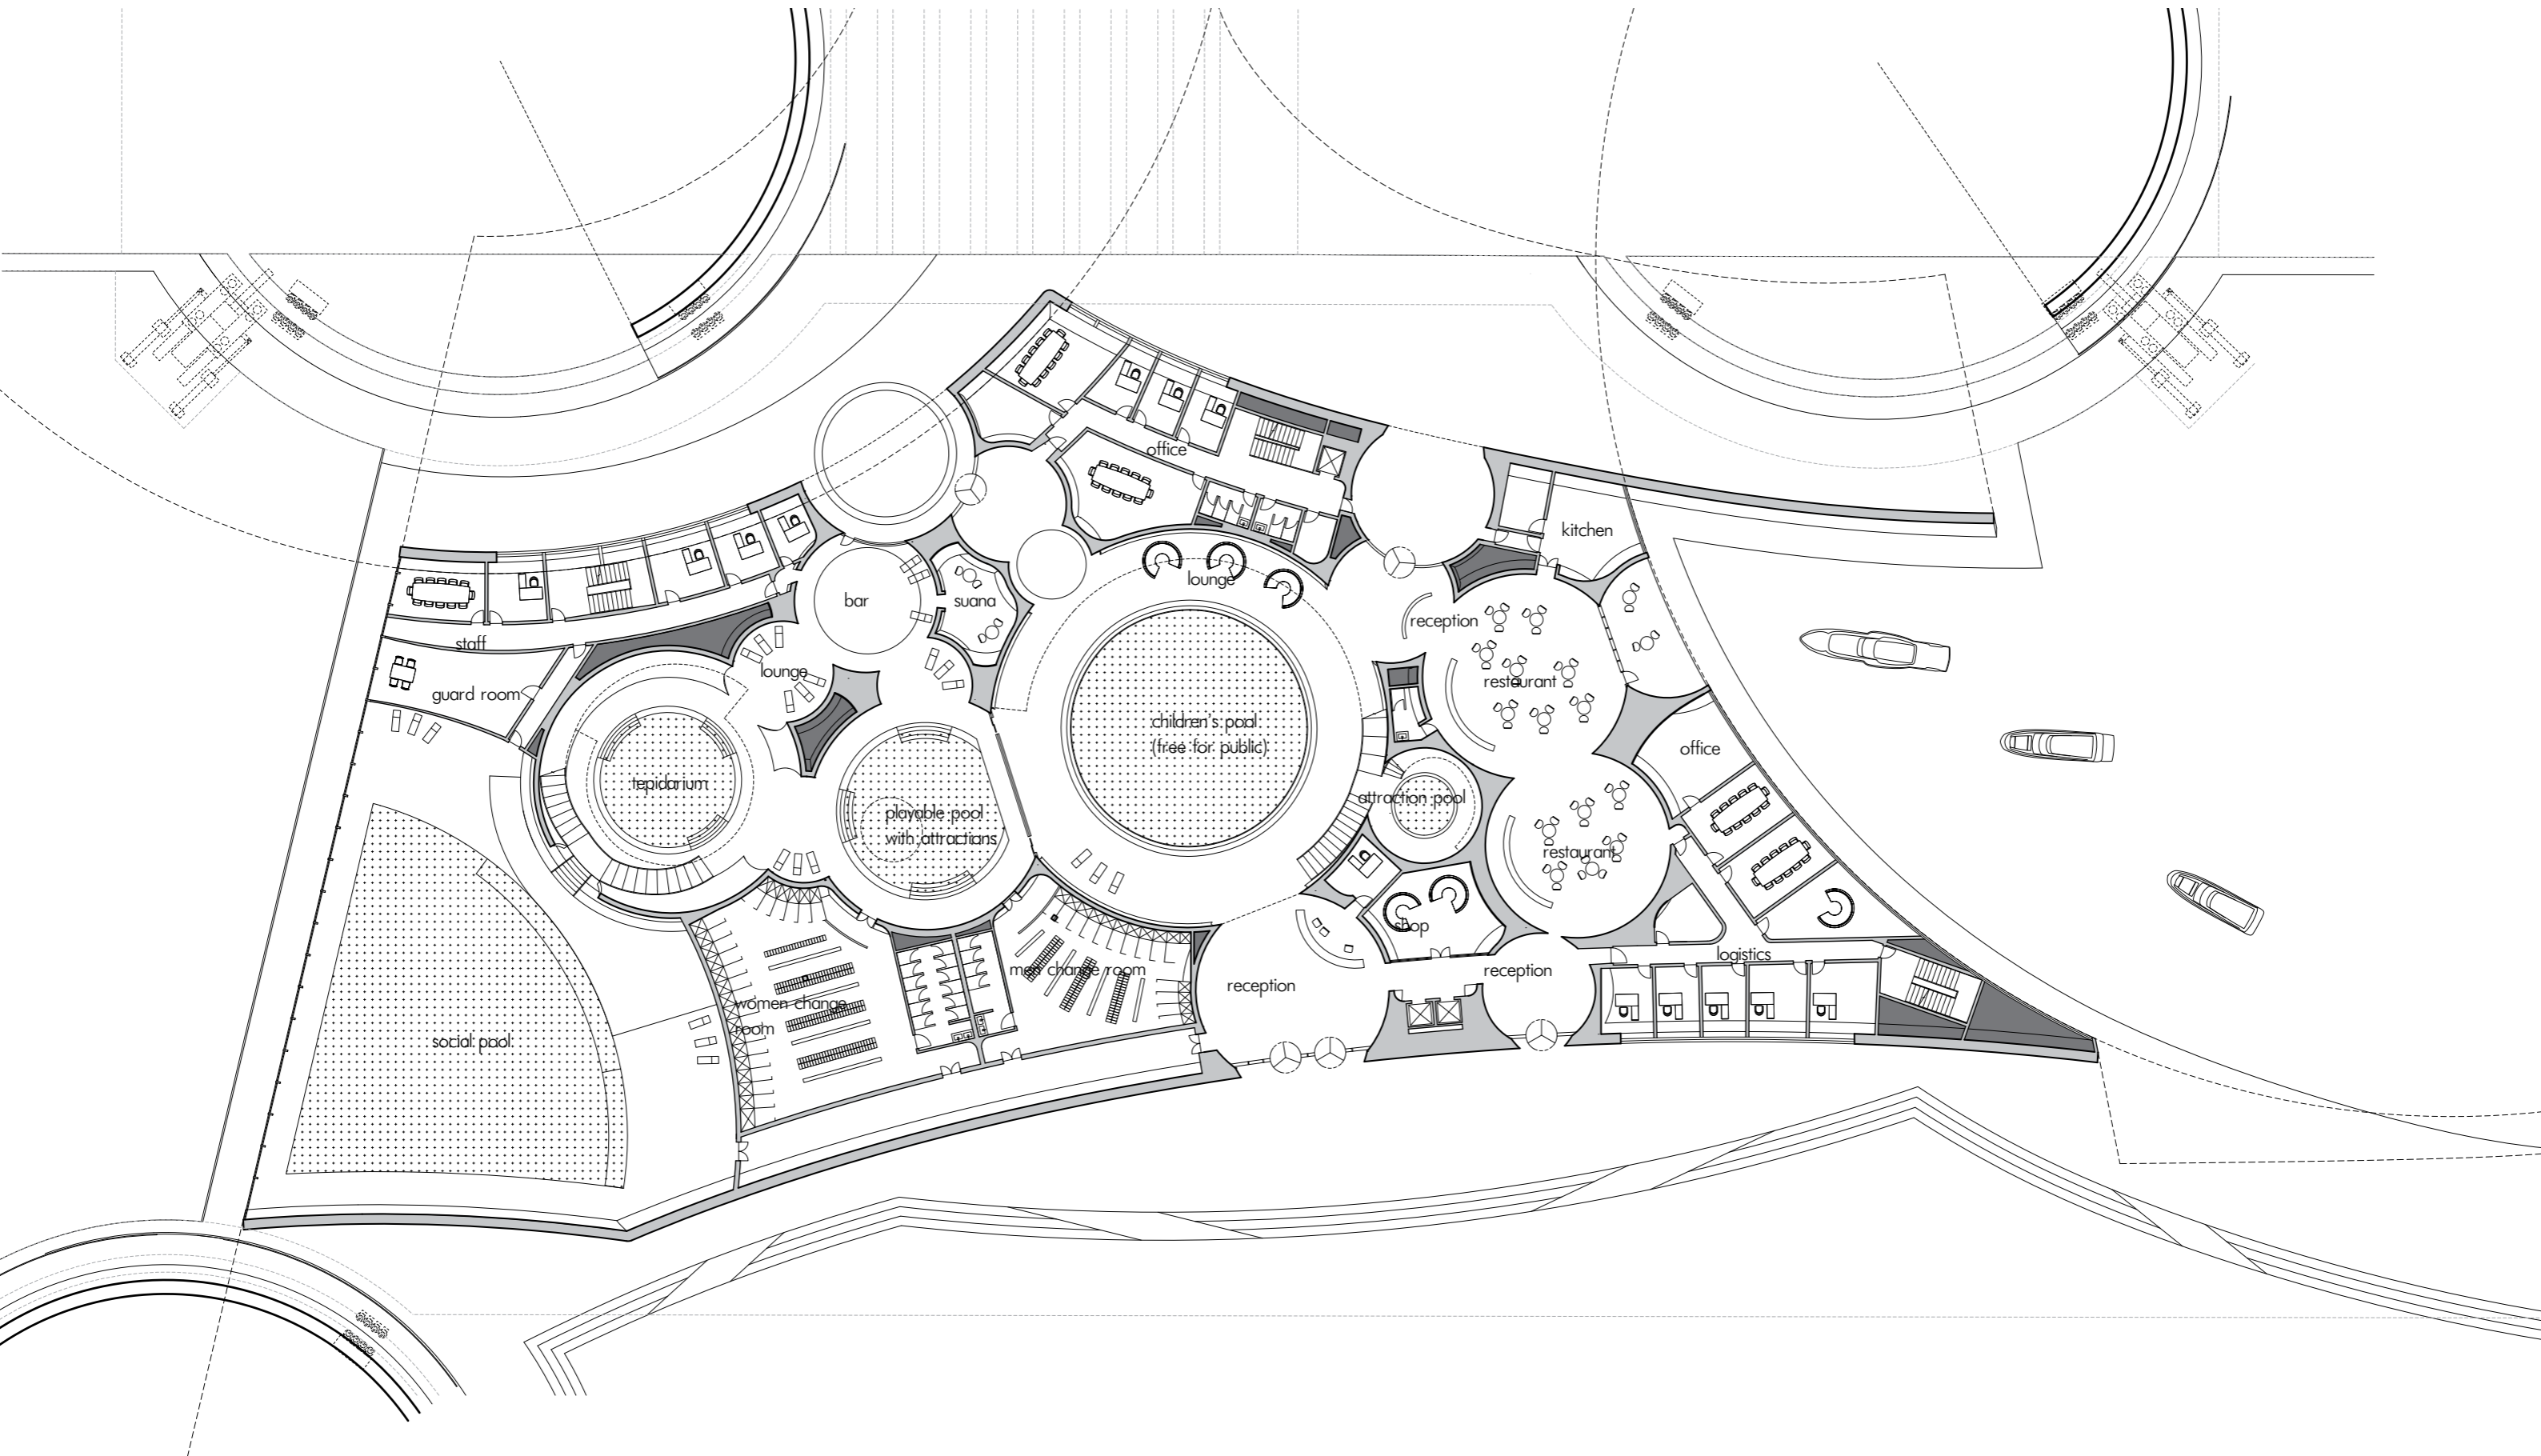 office
kitchen
lounge
bar
suana
reception
staff
lounge
restaurant
guard room
children's pool
(free for public)
office
tepidarium
attraction pool
playable pool
with attractions
restaurant
shop
logistics
men change room
reception
reception
women change
room
social pool